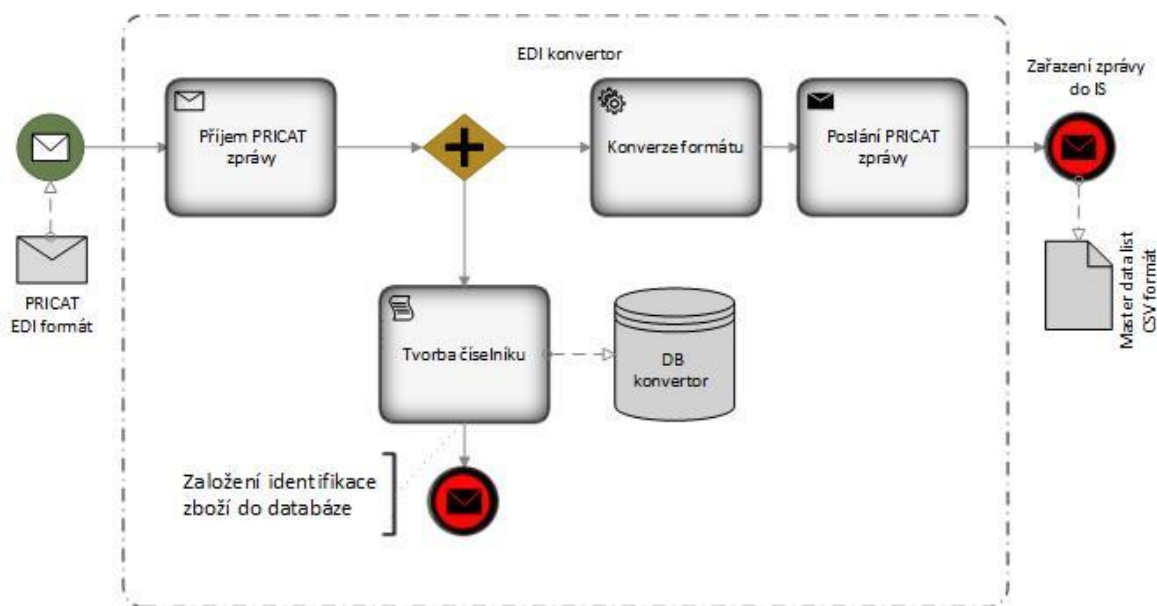 EDI konvertor
Zařazení zprávy
do IS
Příjem PRICAT
zprávy
Konverze formátu
Poslání PRICAT
zprávy
PRICAT
EDI formát
Master data list
CSV formát
Tvorba číselníku
DB
konvertor
Založení identifikace
zboží do databáze